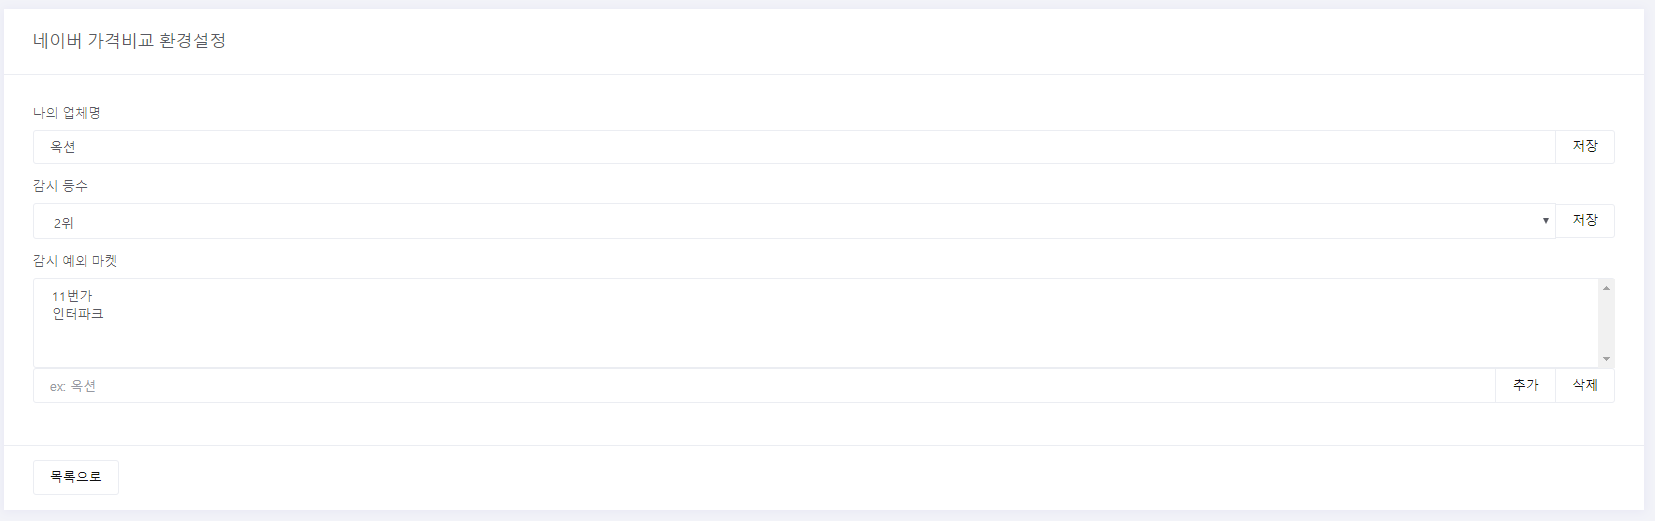 네이버 가격비교 환경설정
나의 업체명
옥션
저장
감시 등수
2위
저장
감시 예외 마켓
11번가
인터파크
ex: 옥션
추가
삭제
목록으로